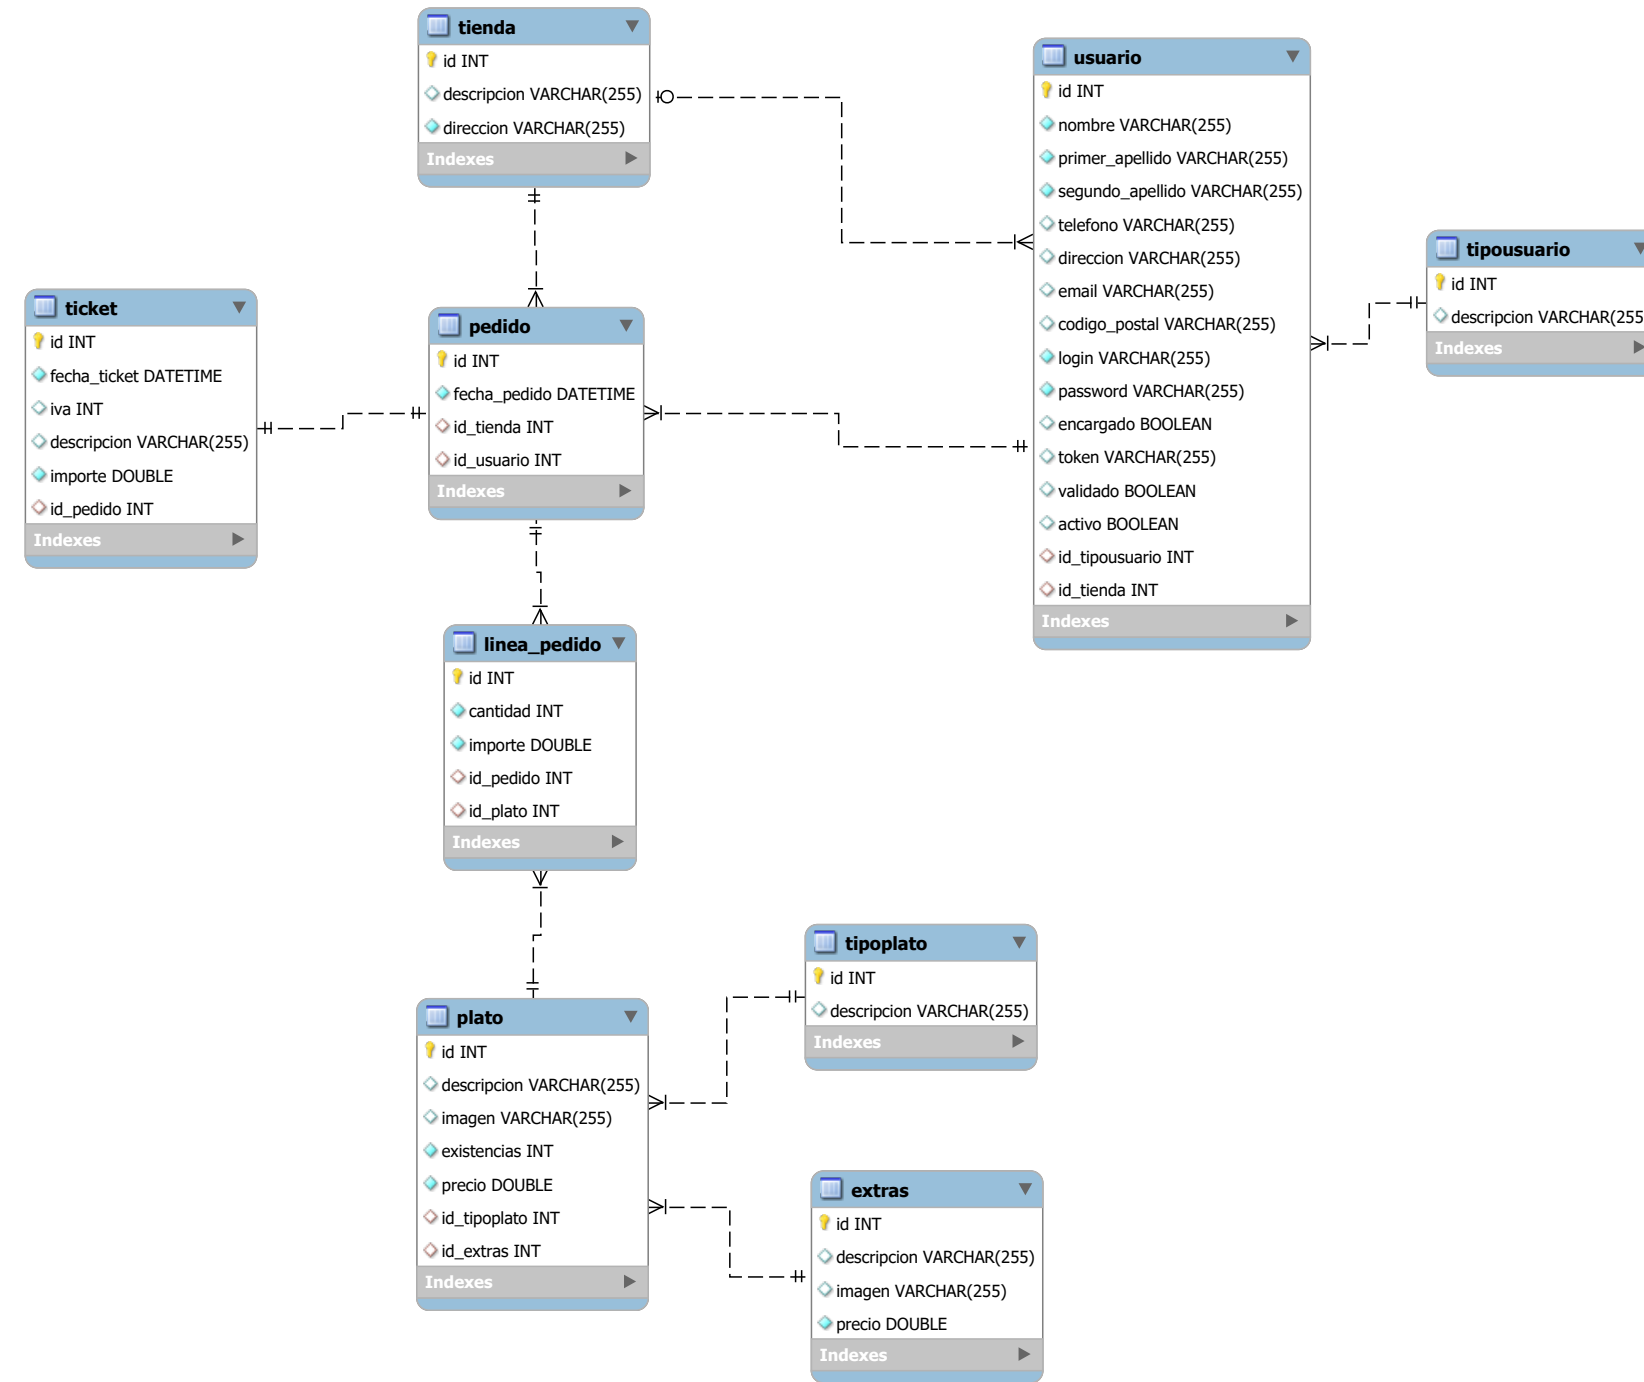 tienda
id INT
descripcion VARCHAR(255)
direccion VARCHAR(255)
Indexes
usuario
id INT
nombre VARCHAR(255)
primer_apellido VARCHAR(255)
segundo_apellido VARCHAR(255)
telefono VARCHAR(255)
direccion VARCHAR(255)
email VARCHAR(255)
codigo_postal VARCHAR(255)
login VARCHAR(255)
password VARCHAR(255)
encargado BOOLEAN
token VARCHAR(255)
validado BOOLEAN
activo BOOLEAN
id_tipousuario INT
id_tienda INT
Indexes
tipousuario
id INT
descripcion VARCHAR(255
Indexes
ticket
id INT
fecha_ticket DATETIME
iva INT
descripcion VARCHAR(255)
importe DOUBLE
id_pedido INT
Indexes
pedido
id INT
fecha_pedido DATETIME
id_tienda INT
id_usuario INT
Indexes
linea_pedido
id INT
cantidad INT
importe DOUBLE
id_pedido INT
id_plato INT
Indexes
tipoplato
id INT
descripcion VARCHAR(255)
Indexes
plato
id INT
descripcion VARCHAR(255)
imagen VARCHAR(255)
existencias INT
precio DOUBLE
id_tipoplato INT
id_extras INT
Indexes
extras
id INT
descripcion VARCHAR(255)
imagen VARCHAR(255)
precio DOUBLE
Indexes